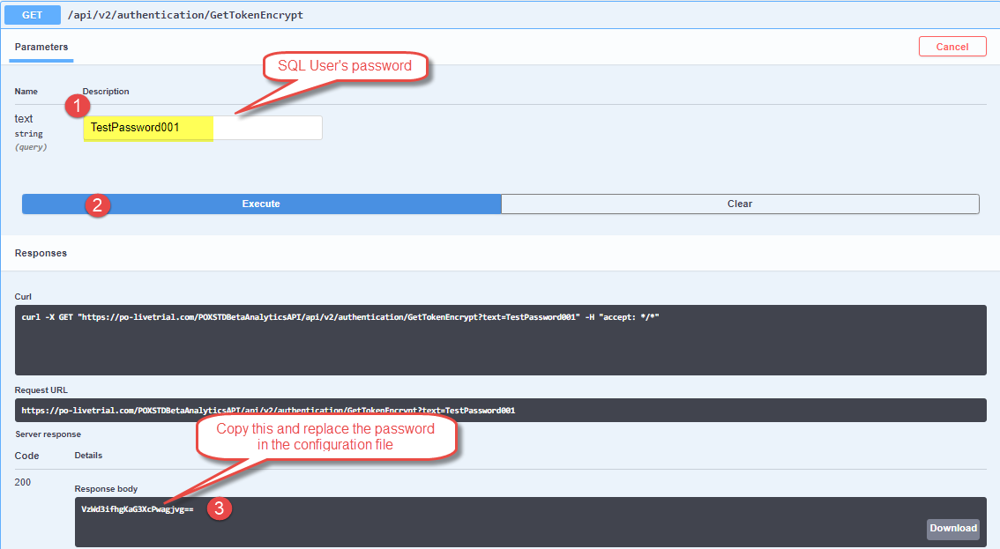 GET /api/v2/authentication/GetTokenEncrypt
Parameters
Cancel
SQL User's password
Name Description
1
text
string
(query)
TestPassword001
2
Execute
Clear
Responses
Curl
curl -X GET "https://po-livetrial.com/POXSTDBetaAnalyticsAPI/api/v2/authentication/GetTokenEncrypt?text=TestPassword001" -H "accept: */*"
Request URL
https://po-livetrial.com/POXSTDBetaAnalyticsAPI/api/v2/authentication/GetTokenEncrypt?text=TestPassword001
Server response
Copy this and replace the password
in the configuration file
Code Details
200
Response body
VzWd3ifhgKaG3XcPwagjvg==
3
Download